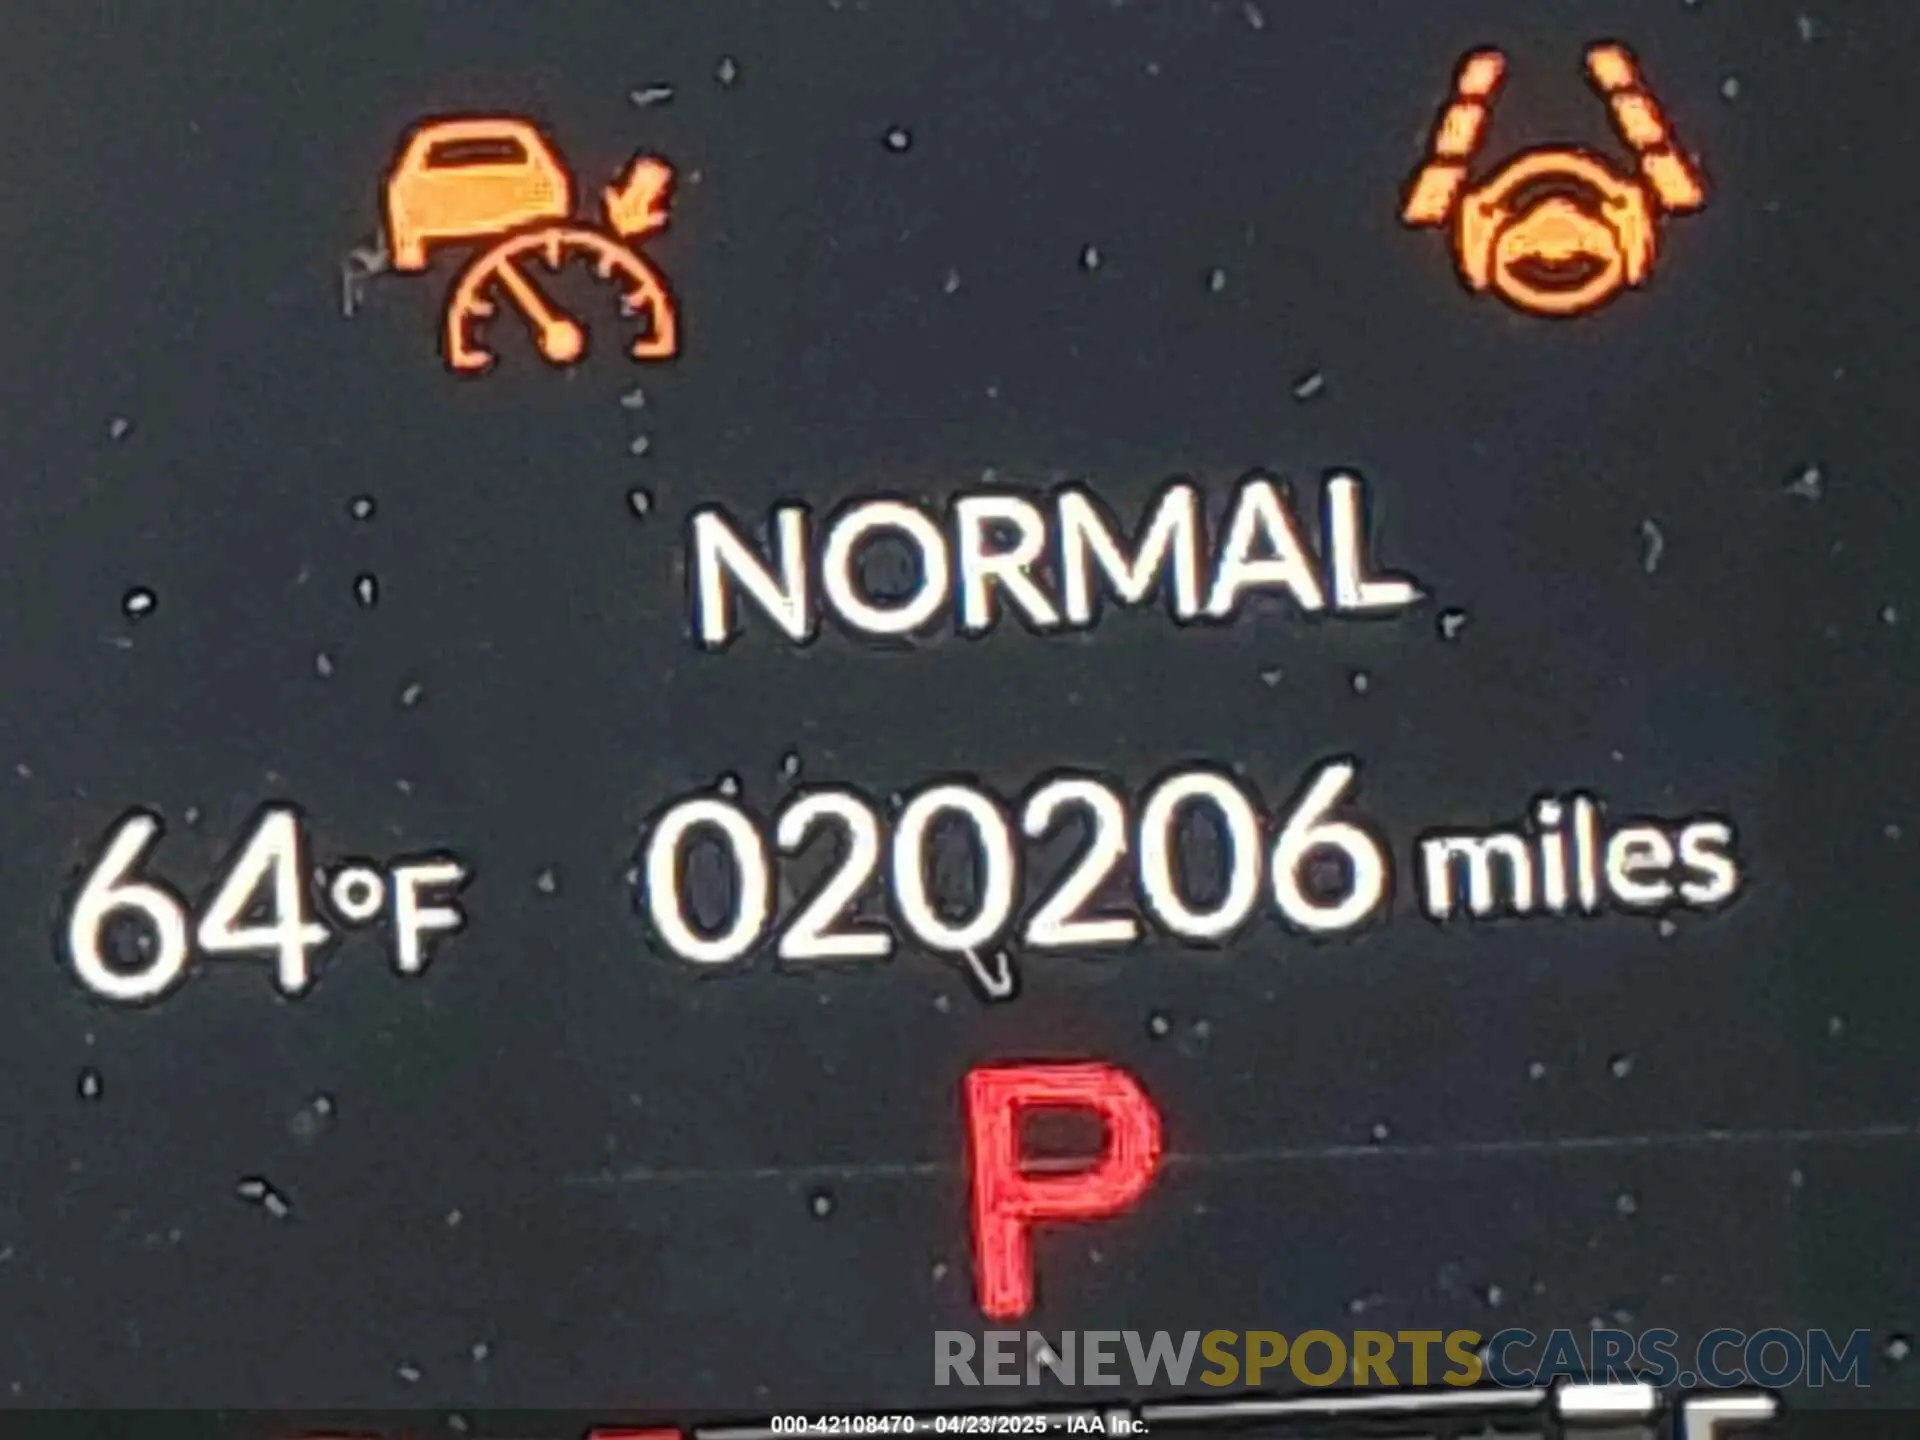 NORMAL
64°F 020206 miles
P
RENEWSPORTSCARS.COM
000-42108470 - 04/23/2025 - IAA Inc.